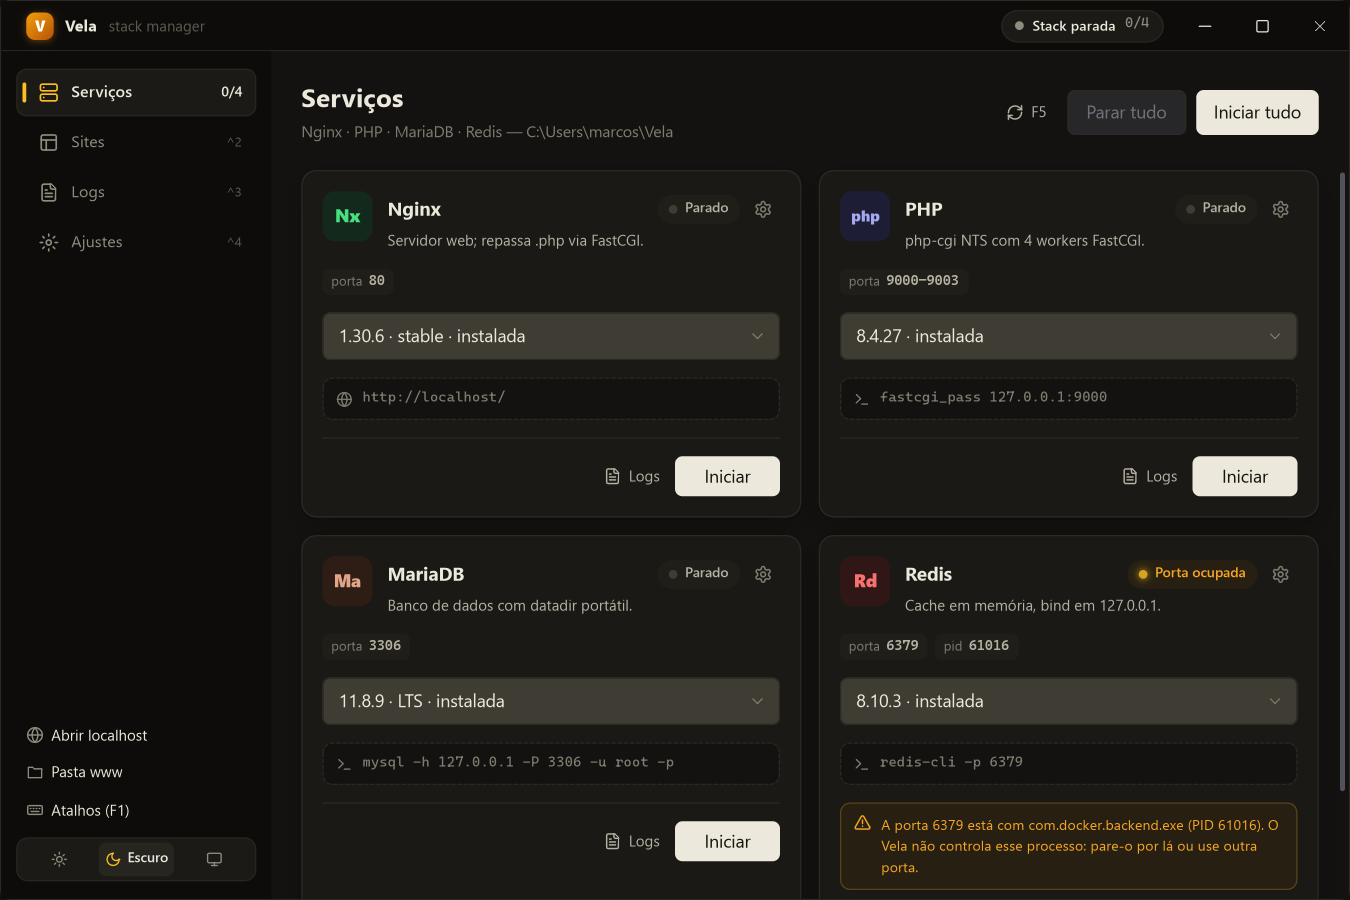 V Vela stack manager
Stack parada 0/4
Serviços 0/4
Sites ^2
Logs ^3
Ajustes ^4
Abrir localhost
Pasta www
Atalhos (F1)
Escuro
Serviços
Nginx · PHP · MariaDB · Redis — C:\Users\marcos\Vela
F5
Parar tudo
Iniciar tudo
Nx Nginx Parado
Servidor web; repassa .php via FastCGI.
porta 80
1.30.6 · stable · instalada
http://localhost/
Logs Iniciar
php PHP Parado
php-cgi NTS com 4 workers FastCGI.
porta 9000–9003
8.4.27 · instalada
fastcgi_pass 127.0.0.1:9000
Logs Iniciar
Ma MariaDB Parado
Banco de dados com datadir portátil.
porta 3306
11.8.9 · LTS · instalada
mysql -h 127.0.0.1 -P 3306 -u root -p
Logs Iniciar
Rd Redis Porta ocupada
Cache em memória, bind em 127.0.0.1.
porta 6379 pid 61016
8.10.3 · instalada
redis-cli -p 6379
A porta 6379 está com com.docker.backend.exe (PID 61016). O
Vela não controla esse processo: pare-o por lá ou use outra
porta.